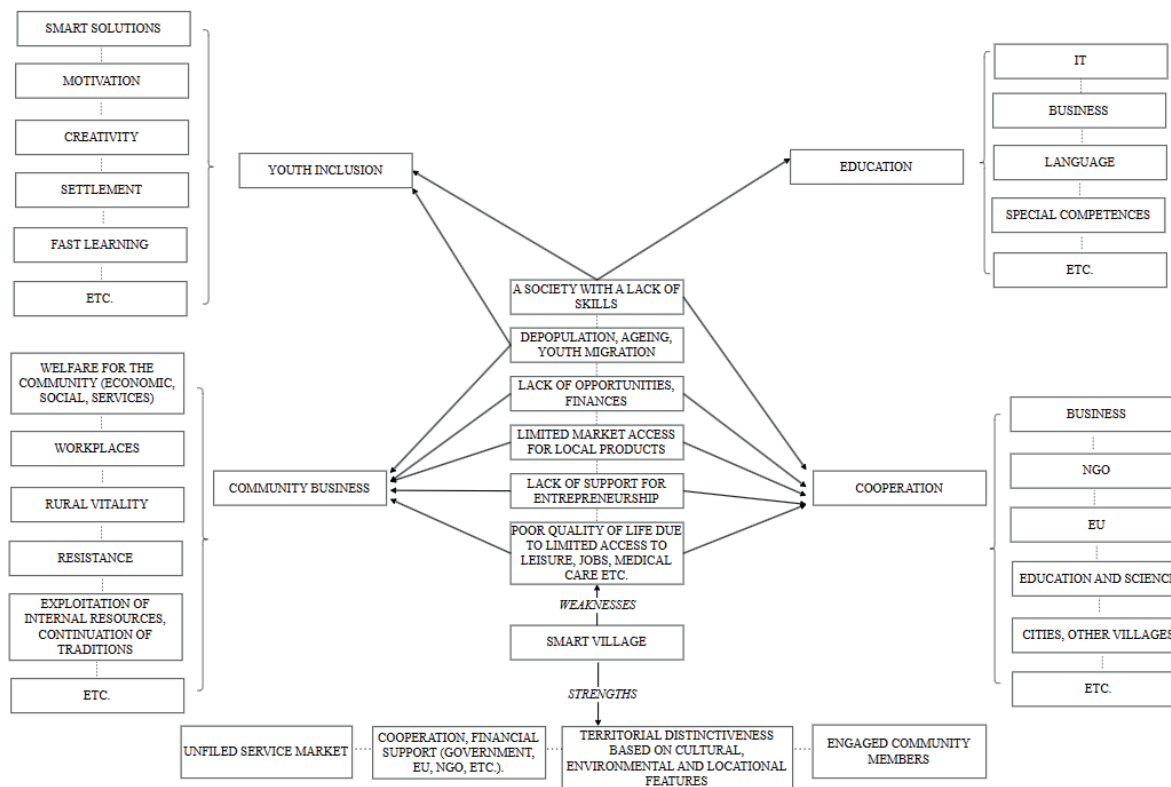 SMART SOLUTIONS
MOTIVATION
CREATIVITY
SETTLEMENT
FAST LEARNING
ETC.
YOUTH INCLUSION
EDUCATION
IT
BUSINESS
LANGUAGE
SPECIAL COMPETENCES
ETC.
A SOCIETY WITH A LACK OF
SKILLS
DEPOPULATION, AGEING,
YOUTH MIGRATION
LACK OF OPPORTUNITIES,
FINANCES
LIMITED MARKET ACCESS
FOR LOCAL PRODUCTS
LACK OF SUPPORT FOR
ENTREPRENEURSHIP
POOR QUALITY OF LIFE DUE
TO LIMITED ACCESS TO
LEISURE, JOBS, MEDICAL
CARE ETC.
WELFARE FOR THE
COMMUNITY (ECONOMIC,
SOCIAL, SERVICES)
WORKPLACES
RURAL VITALITY
RESISTANCE
EXPLOITATION OF
INTERNAL RESOURCES,
CONTINUATION OF
TRADITIONS
ETC.
COMMUNITY BUSINESS
COOPERATION
BUSINESS
NGO
EU
EDUCATION AND SCIENCE
CITIES, OTHER VILLAGES
ETC.
WEAKNESSES
SMART VILLAGE
STRENGTHS
UNFILED SERVICE MARKET
COOPERATION, FINANCIAL
SUPPORT (GOVERNMENT,
EU, NGO, ETC.).
TERRITORIAL DISTINCTIVENESS
BASED ON CULTURAL,
ENVIRONMENTAL AND LOCATIONAL
FEATURES
ENGAGED COMMUNITY
MEMBERS